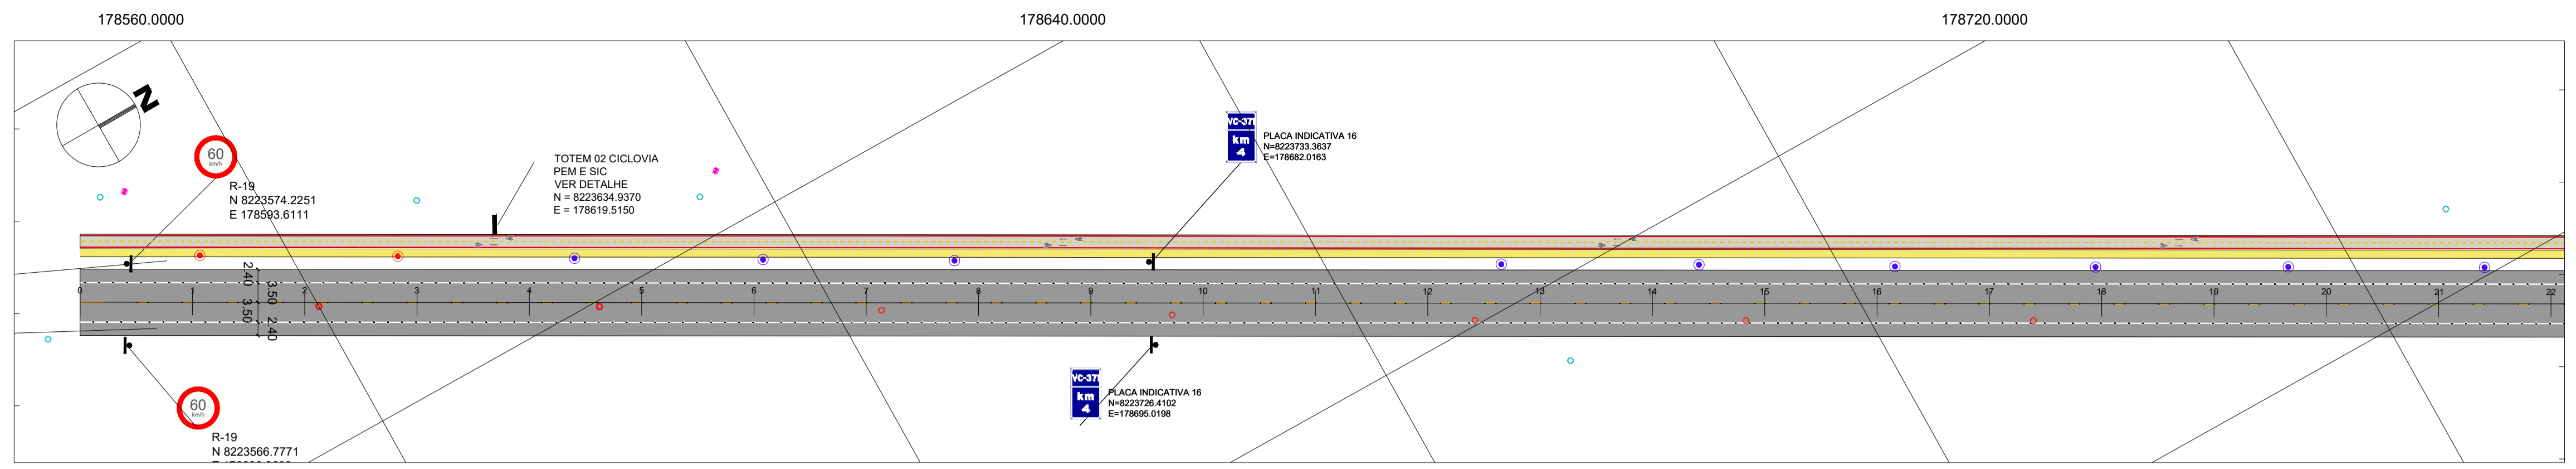 178560.0000
178640.0000
178720.0000
N
60
km/h
R-19
N 8223574.2251
E 178593.6111
TOTEM 02 CICLOVIA
PEM E SIC
VER DETALHE
N = 8223634.9370
E = 178619.5150
VC-371
km
4
PLACA INDICATIVA 16
N=8223733.3637
E=178682.0163
2.40
3.50
3.50
2.40
0 1 2 3 4 5 6 7 8 9 10 11 12 13 14 15 16 17 18 19 20 21 22
60
km/h
R-19
N 8223566.7771
VC-371
km
4
PLACA INDICATIVA 16
N=8223726.4102
E=178695.0198